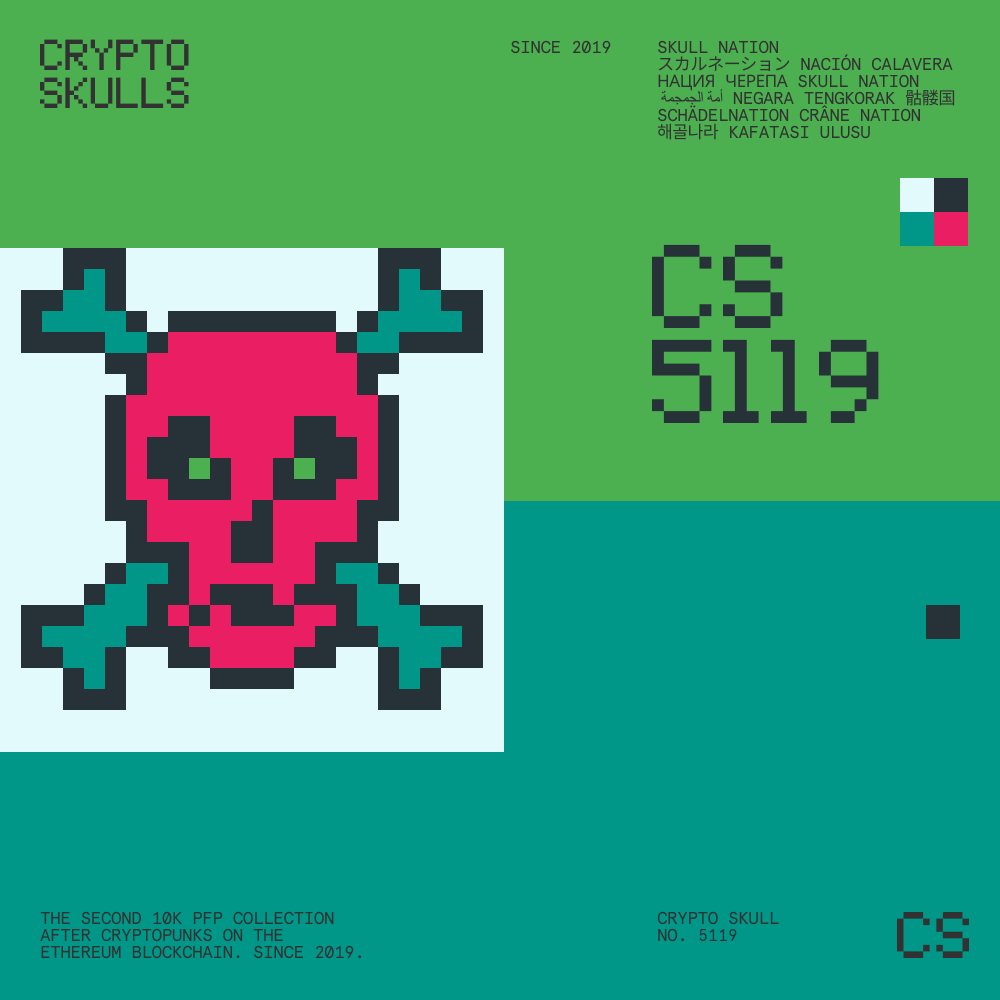 CRYPTO
SKULLS
SINCE 2019
SKULL NATION
スカルネーション NACIÓN CALAVERA
НАЦИЯ ЧЕРЕПА SKULL NATION
أمة الجمجمة NEGARA TENGKORAK 骷髅国
SCHÄDELNATION CRÂNE NATION
해골나라 KAFATASI ULUSU
CS
5119
THE SECOND 10K PFP COLLECTION
AFTER CRYPTOPUNKS ON THE
ETHEREUM BLOCKCHAIN. SINCE 2019.
CRYPTO SKULL
NO. 5119
CS